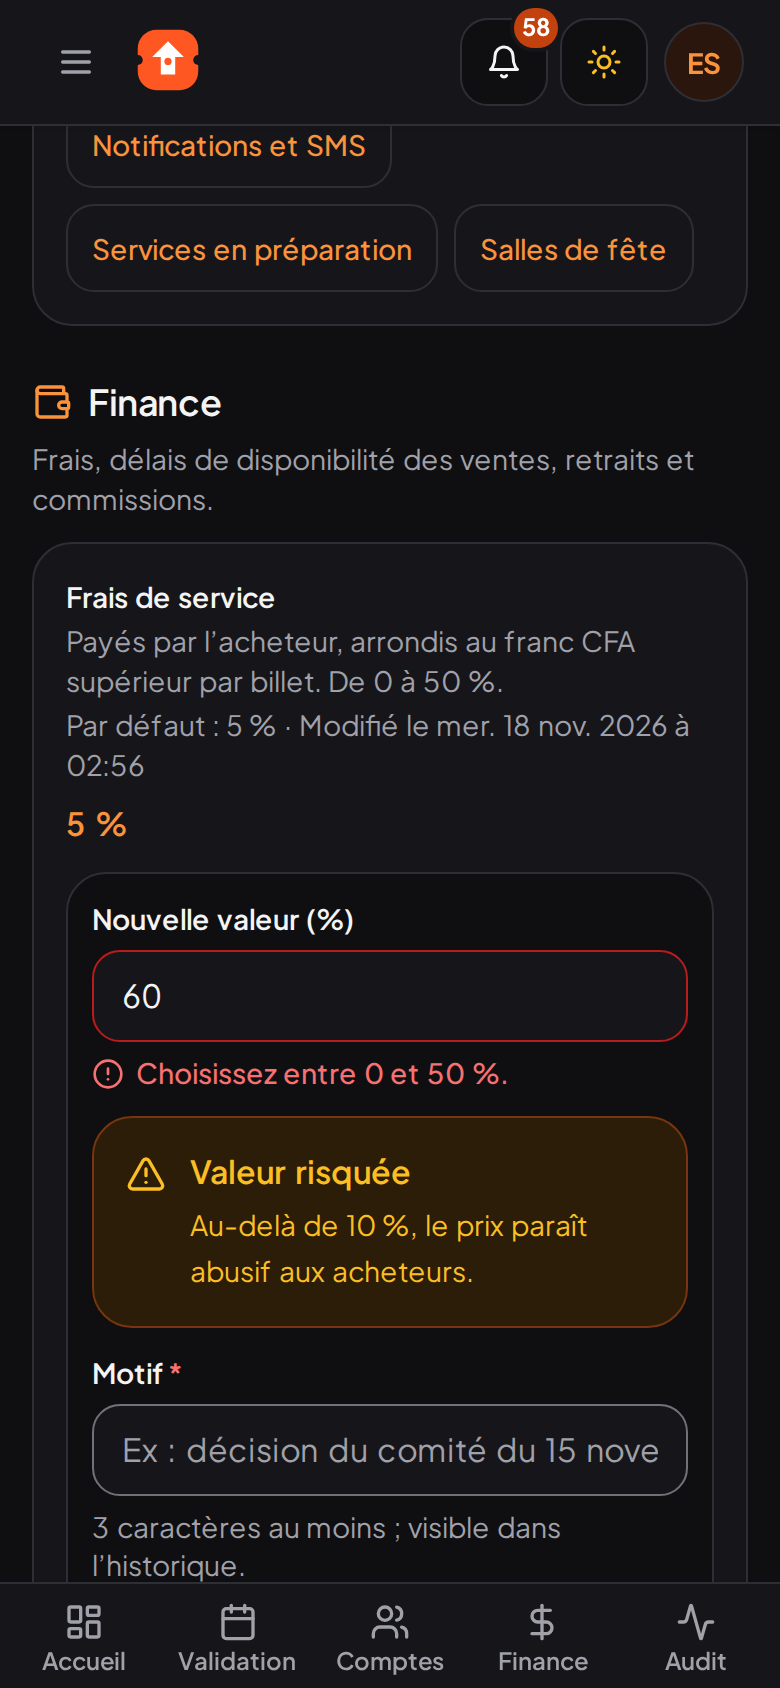 58
ES
Notifications et SMS
Services en préparation
Salles de fête
Finance
Frais, délais de disponibilité des ventes, retraits et
commissions.
Frais de service
Payés par l’acheteur, arrondis au franc CFA
supérieur par billet. De 0 à 50 %.
Par défaut : 5 % · Modifié le mer. 18 nov. 2026 à
02:56
5 %
Nouvelle valeur (%)
60
Choisissez entre 0 et 50 %.
Valeur risquée
Au-delà de 10 %, le prix paraît
abusif aux acheteurs.
Motif *
Ex : décision du comité du 15 nove
3 caractères au moins ; visible dans
l’historique.
Accueil
Validation
Comptes
Finance
Audit